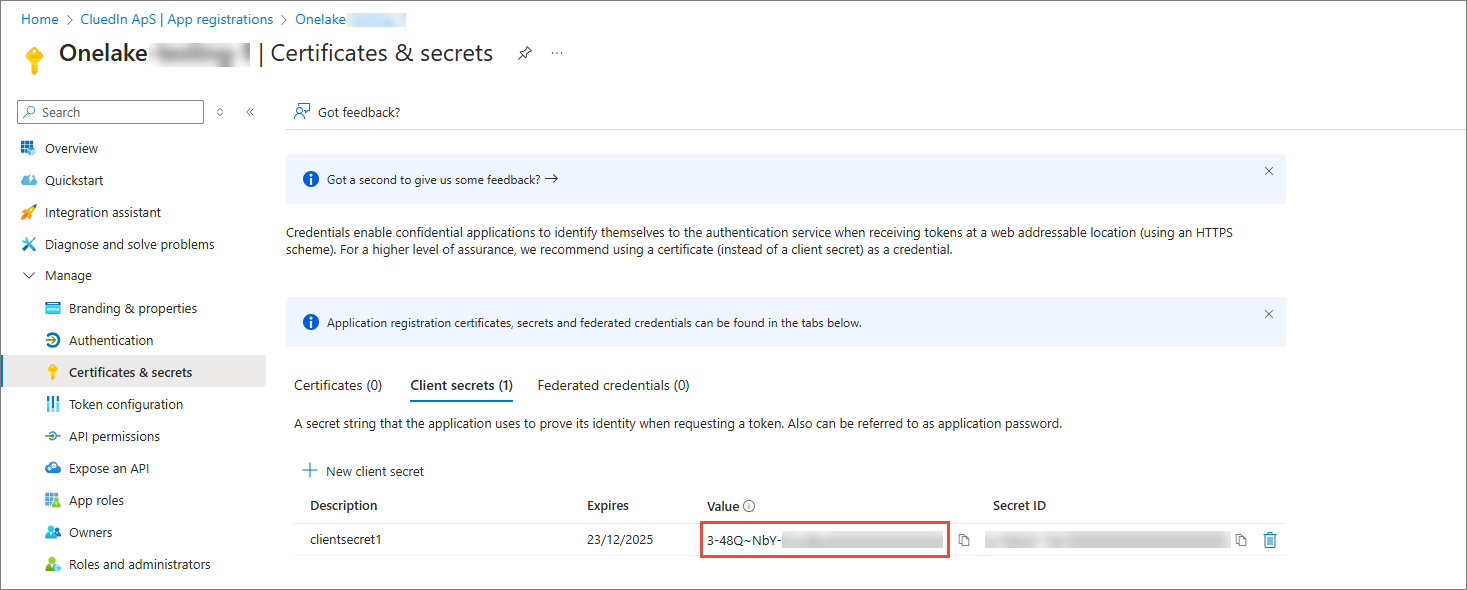 Home > CluedIn ApS | App registrations > Onelake
Onelake | Certificates & secrets ...
Search
Got feedback?
Overview
Quickstart
Integration assistant
Diagnose and solve problems
Manage
Branding & properties
Authentication
Certificates & secrets
Token configuration
API permissions
Expose an API
App roles
Owners
Roles and administrators
Got a second to give us some feedback? →
Credentials enable confidential applications to identify themselves to the authentication service when receiving tokens at a web addressable location (using an HTTPS
scheme). For a higher level of assurance, we recommend using a certificate (instead of a client secret) as a credential.
Application registration certificates, secrets and federated credentials can be found in the tabs below.
Certificates (0) Client secrets (1) Federated credentials (0)
A secret string that the application uses to prove its identity when requesting a token. Also can be referred to as application password.
New client secret
Description Expires Value Secret ID
clientsecret1 23/12/2025 3-48Q~NbY-